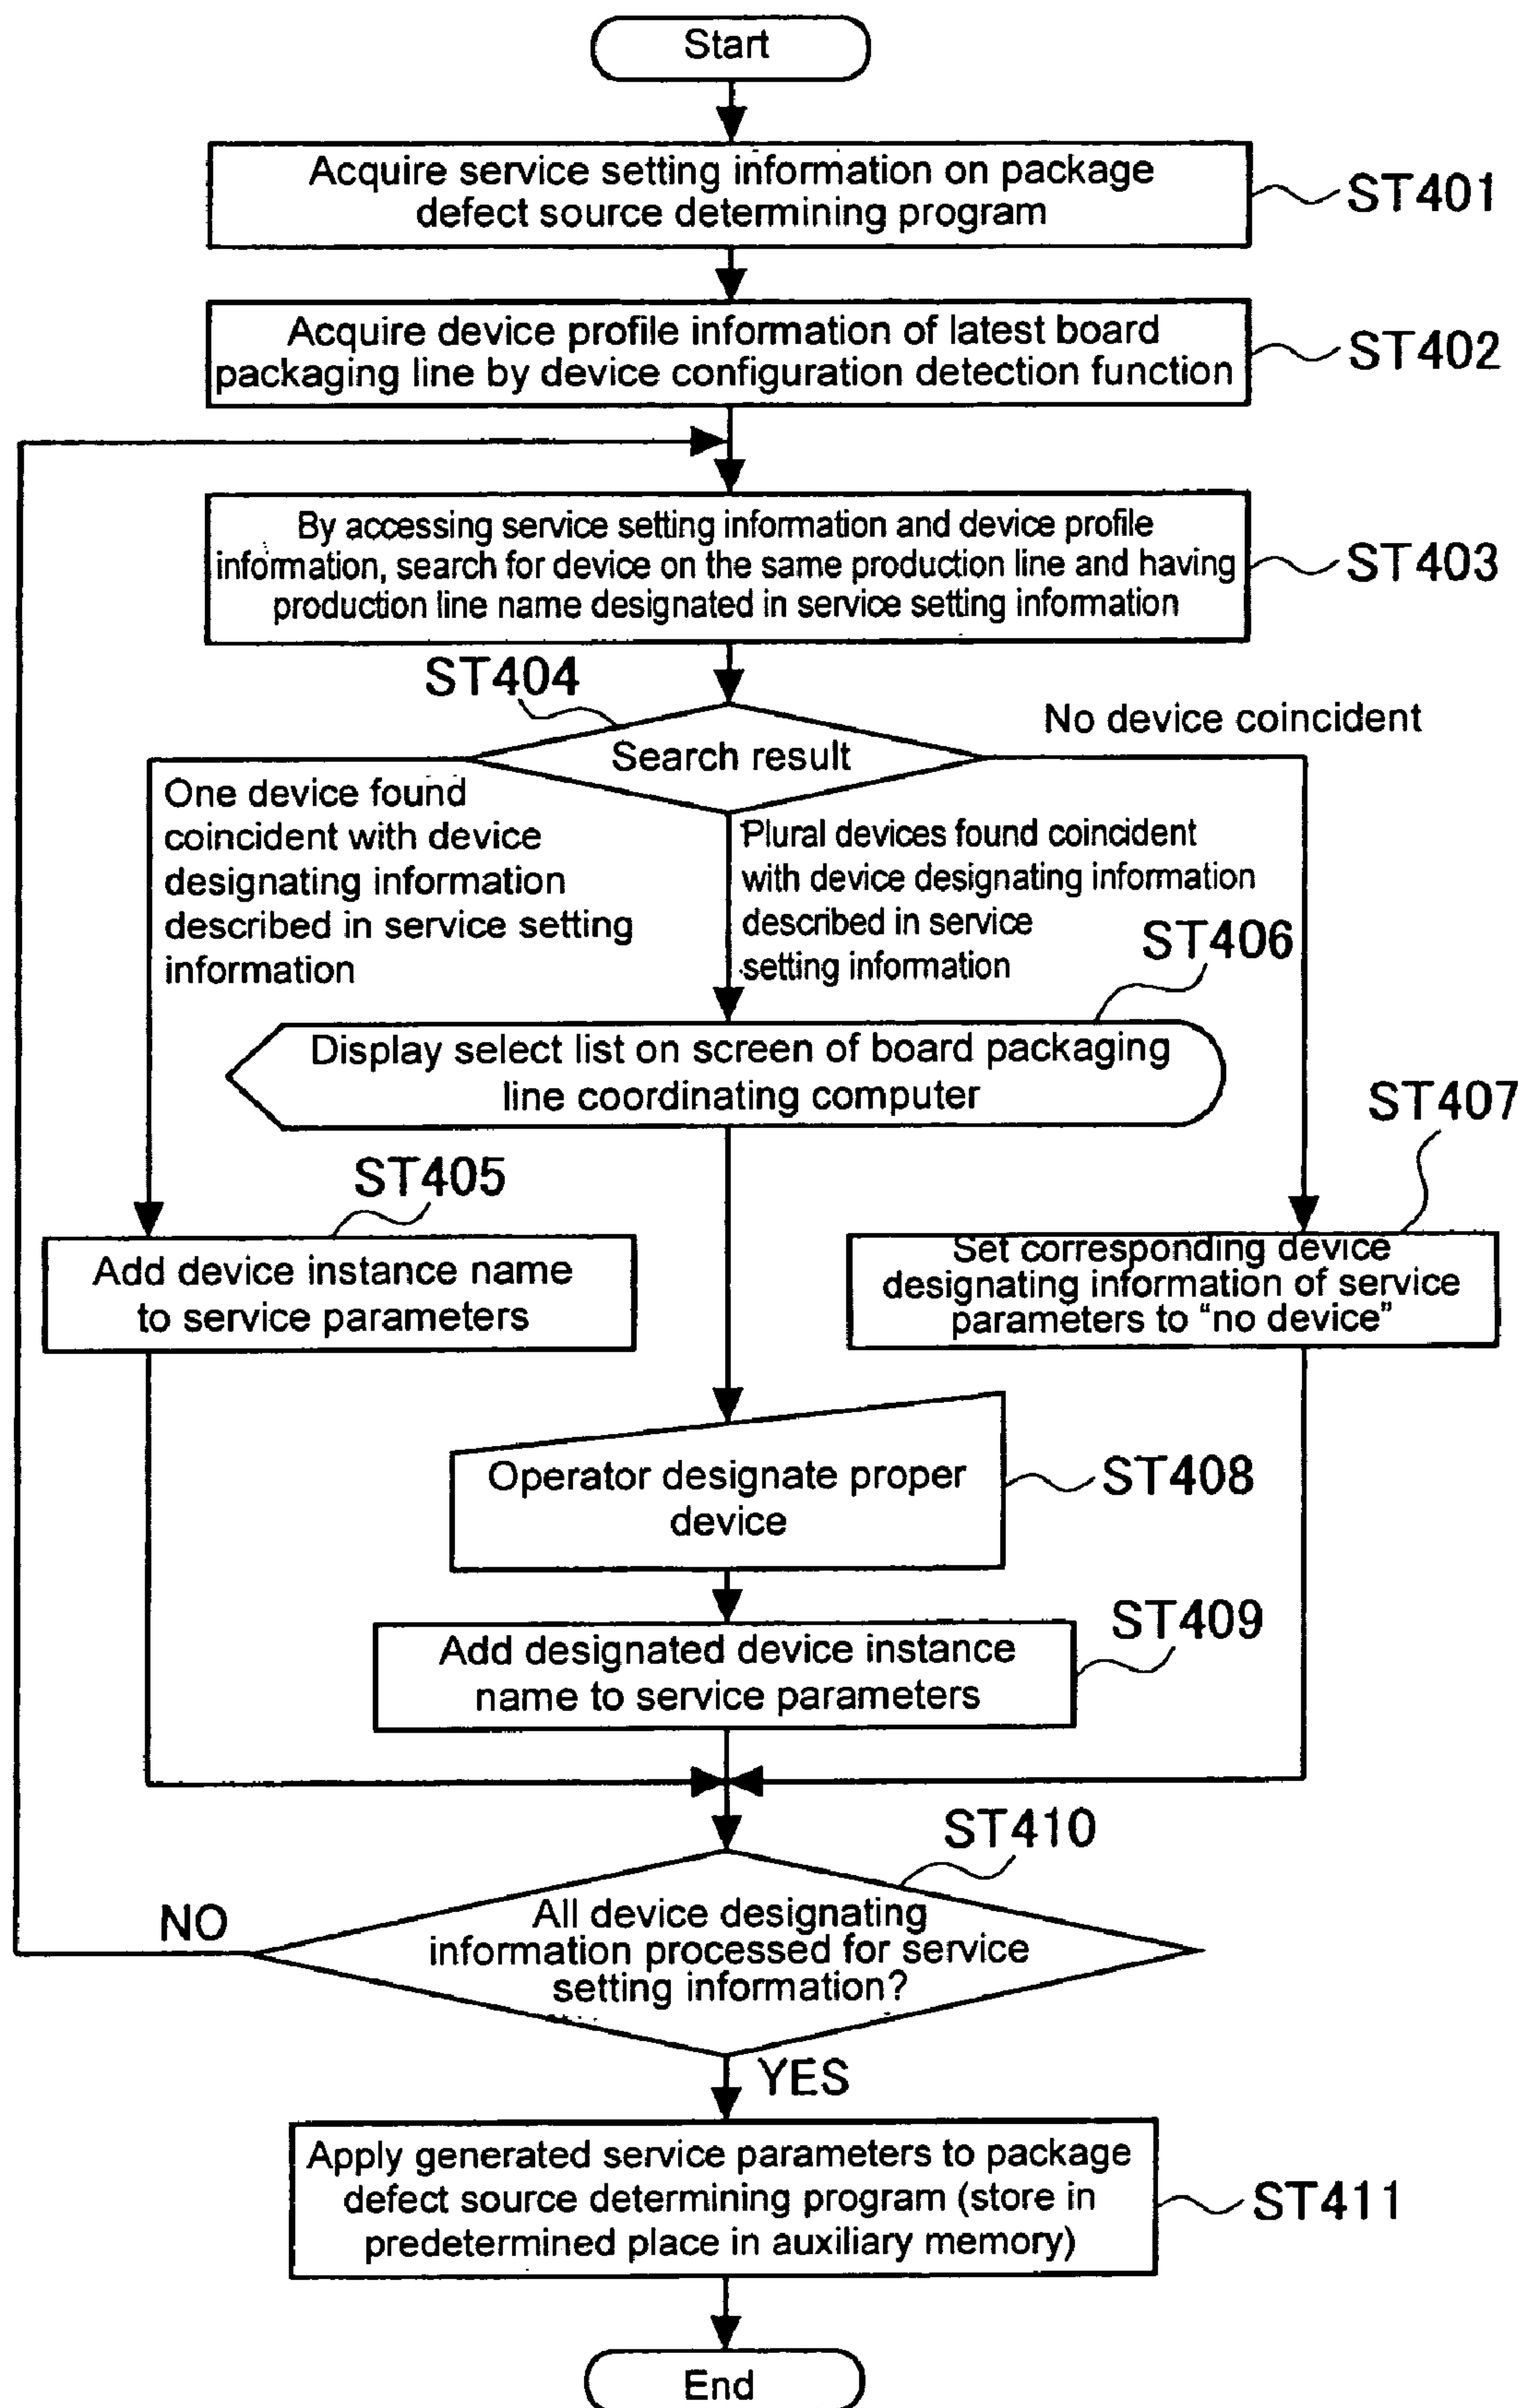 Start
Acquire service setting information on package
defect source determining program
ST401
Acquire device profile information of latest board
packaging line by device configuration detection function
ST402
By accessing service setting information and device profile
information, search for device on the same production line and having
production line name designated in service setting information
ST403
ST404
Search result
No device coincident
One device found
coincident with device
designating information
described in service setting
information
Plural devices found coincident
with device designating information
described in service
setting information
ST406
Display select list on screen of board packaging
line coordinating computer
ST407
ST405
Add device instance name
to service parameters
Set corresponding device
designating information of service
parameters to “no device”
Operator designate proper
device
ST408
ST409
Add designated device instance
name to service parameters
ST410
NO
All device designating
information processed for service
setting information?
YES
Apply generated service parameters to package
defect source determining program (store in
predetermined place in auxiliary memory)
ST411
End